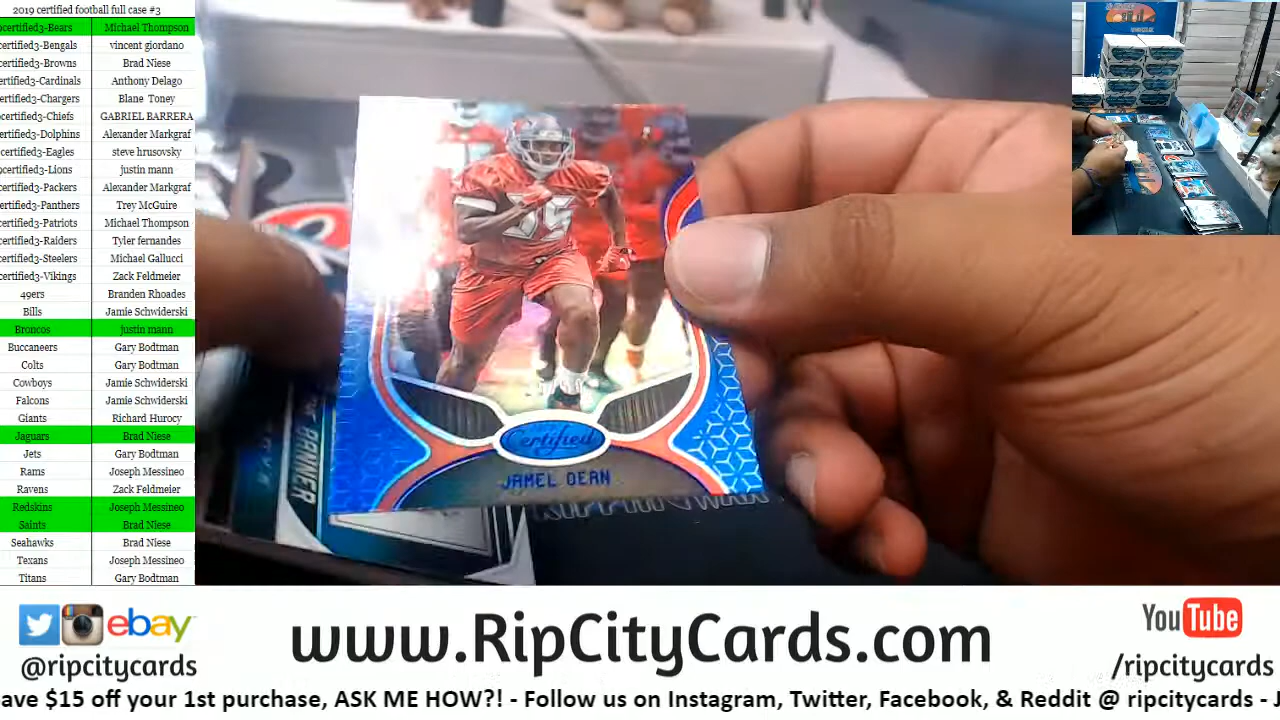 2019 certified football full case #3
certified3-Bears Michael Thompson
certified3-Bengals vincent giordano
certified3-Browns Brad Niese
certified3-Cardinals Anthony Delago
certified3-Chargers Blane Toney
certified3-Chiefs GABRIEL BARRERA
certified3-Dolphins Alexander Markgraf
certified3-Eagles steve hrusovsky
certified3-Lions justin mann
certified3-Packers Alexander Markgraf
certified3-Panthers Trey McGuire
certified3-Patriots Michael Thompson
certified3-Raiders Tyler fernandes
certified3-Steelers Michael Gallucci
certified3-Vikings Zack Feldmeier
49ers Branden Rhoades
Bills Jamie Schwiderski
Broncos justin mann
Buccaneers Gary Bodtman
Colts Gary Bodtman
Cowboys Jamie Schwiderski
Falcons Jamie Schwiderski
Giants Richard Hurocy
Jaguars Brad Niese
Jets Gary Bodtman
Rams Joseph Messineo
Ravens Zack Feldmeier
Redskins Joseph Messineo
Saints Brad Niese
Seahawks Brad Niese
Texans Joseph Messineo
Titans Gary Bodtman
35
Certified
JAMEL DEAN
BANNER
ebay
@ripcitycards
www.RipCityCards.com
YouTube
/ripcitycards
ave $15 off your 1st purchase, ASK ME HOW?! - Follow us on Instagram, Twitter, Facebook, & Reddit @ ripcitycards - J